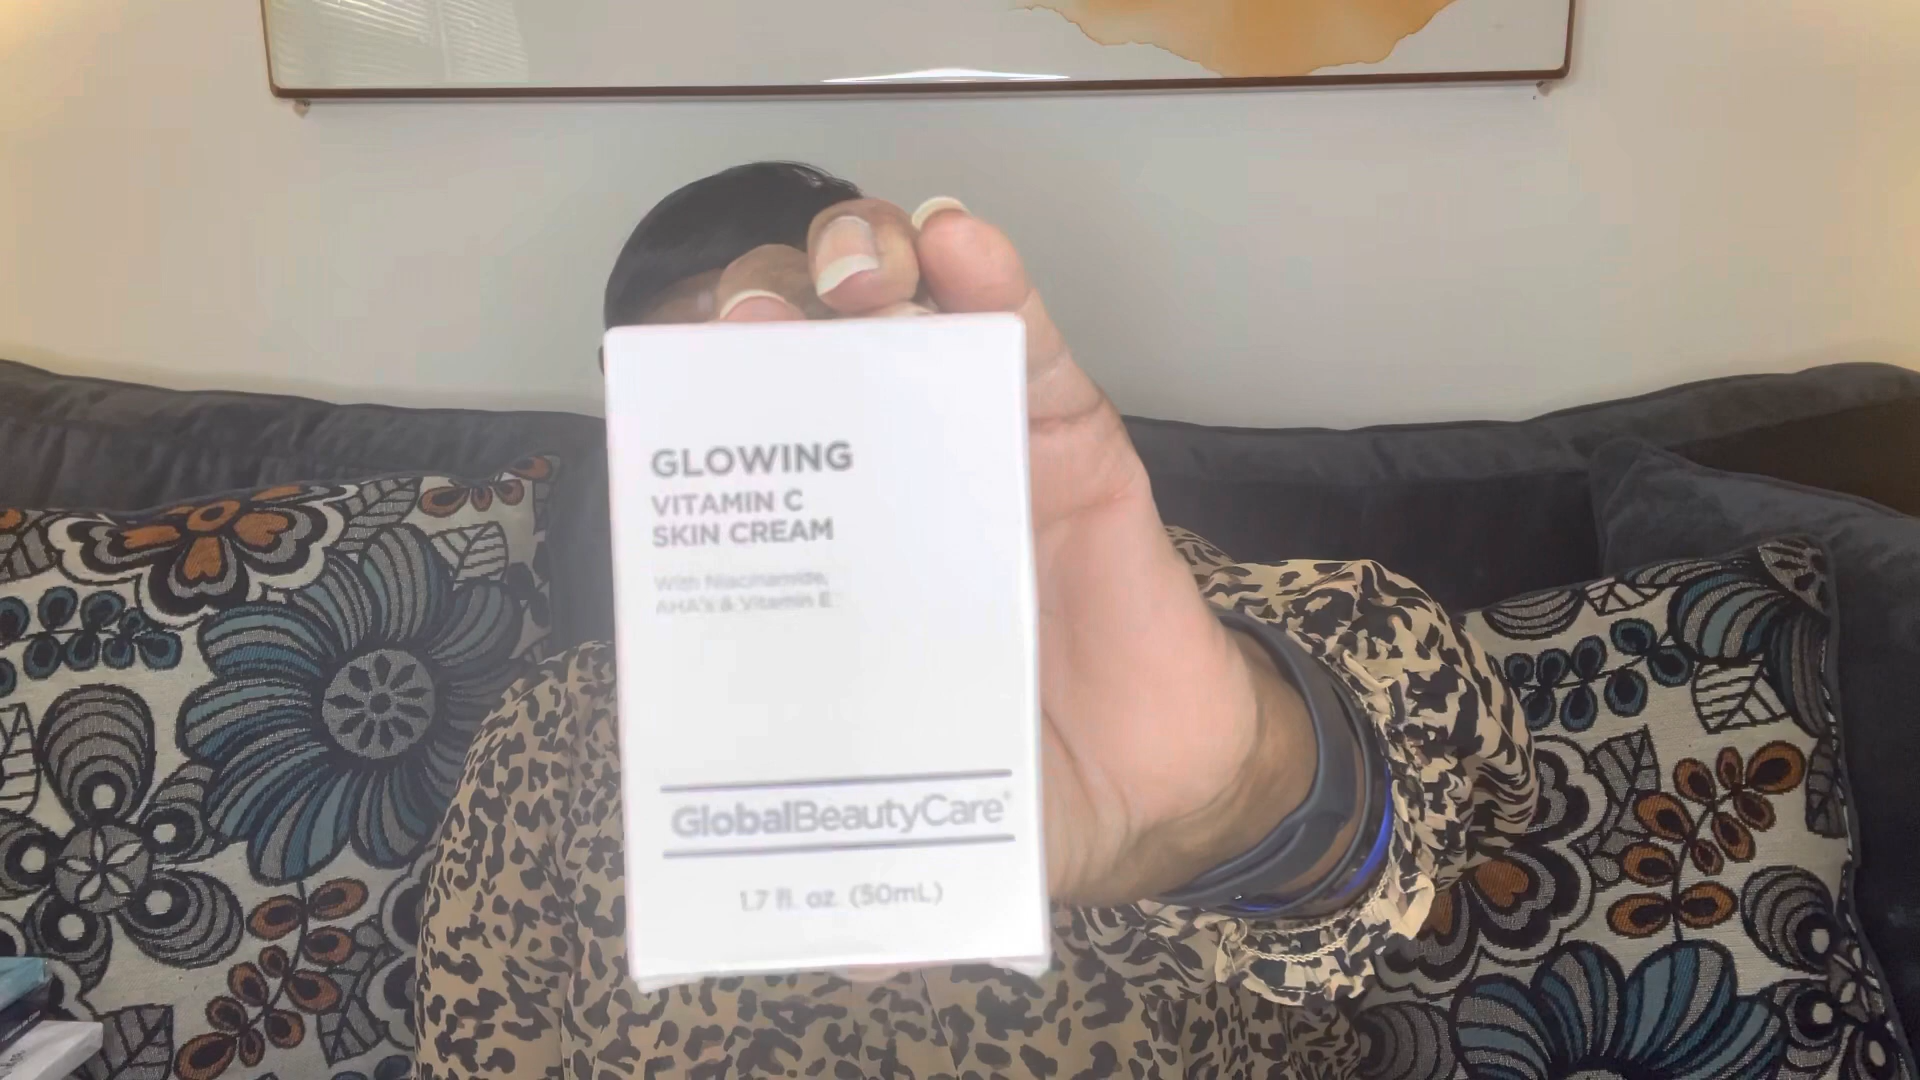 GLOWING
VITAMIN C
SKIN CREAM
With Niacinamide,
AHA's & Vitamin E
GlobalBeautyCare®
1.7 fl. oz. (50mL)